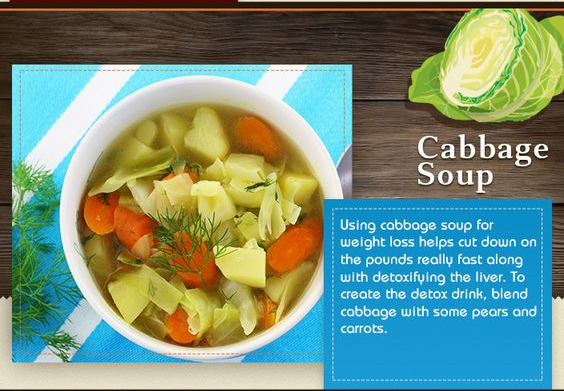 Cabbage
Soup
Using cabbage soup for
weight loss helps cut down on
the pounds really fast along
with detoxifying the liver. To
create the detox drink, blend
cabbage with some pears and
carrots.